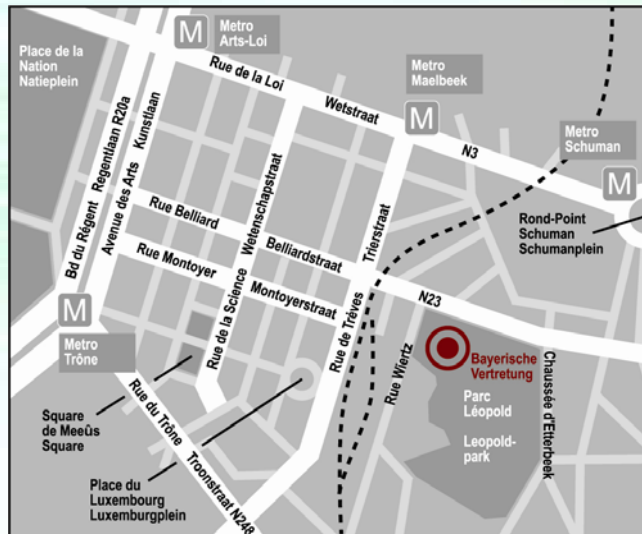 M
Metro
Arts-Loi
Place de la
Nation
Natieplein
Rue de la Loi
Wetstraat
N3
Metro
Maelbeek
M
Metro
Schuman
M
Rond-Point
Schuman
Schumanplein
Bd du Régent Regentlaan R20a
Avenue des Arts Kunstlaan
Rue Belliard Belliardstraat
N23
Rue Montoyer Montoyerstraat
Rue de la Science Wetenschapstraat
Rue de Tréves Trierstraat
Rue Wiertz
Chaussée d'Etterbeek
M
Metro
Trône
Bayerische
Vertretung
Parc
Léopold
Leopold-
park
Square
de Meeûs
Square
Rue du Trône Troonstraat N248
Place du
Luxembourg
Luxemburgplein